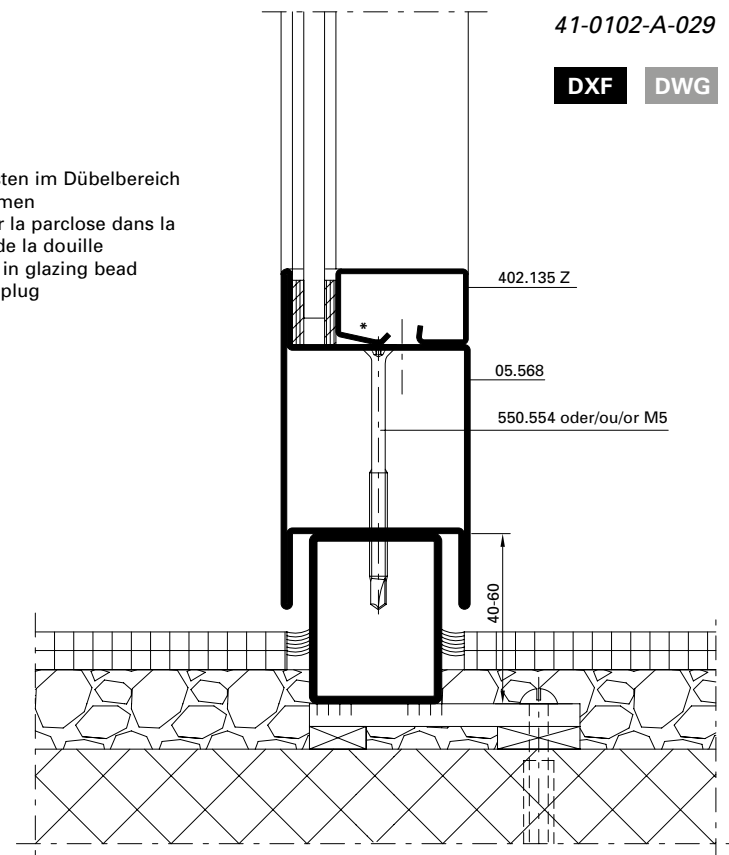 41-0102-A-029
DXF DWG
sten im Dübelbereich
men
r la parclose dans la
de la douille
in glazing bead
plug
402.135 Z
*
05.568
550.554 oder/ou/or M5
40-60